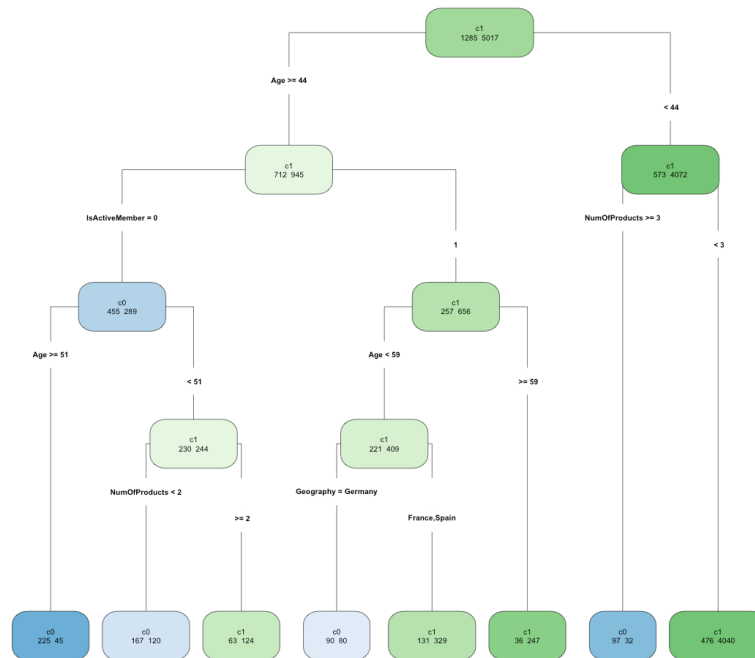 c1
1285 5017
Age >= 44
< 44
c1
712 945
c1
573 4072
IsActiveMember = 0
NumOfProducts >= 3
1
< 3
c0
455 289
c1
257 656
Age >= 51
Age < 59
< 51
>= 59
c1
230 244
c1
221 409
NumOfProducts < 2
Geography = Germany
>= 2
France,Spain
c0
225 45
c0
167 120
c1
63 124
c0
90 80
c1
131 329
c1
36 247
c0
97 32
c1
476 4040